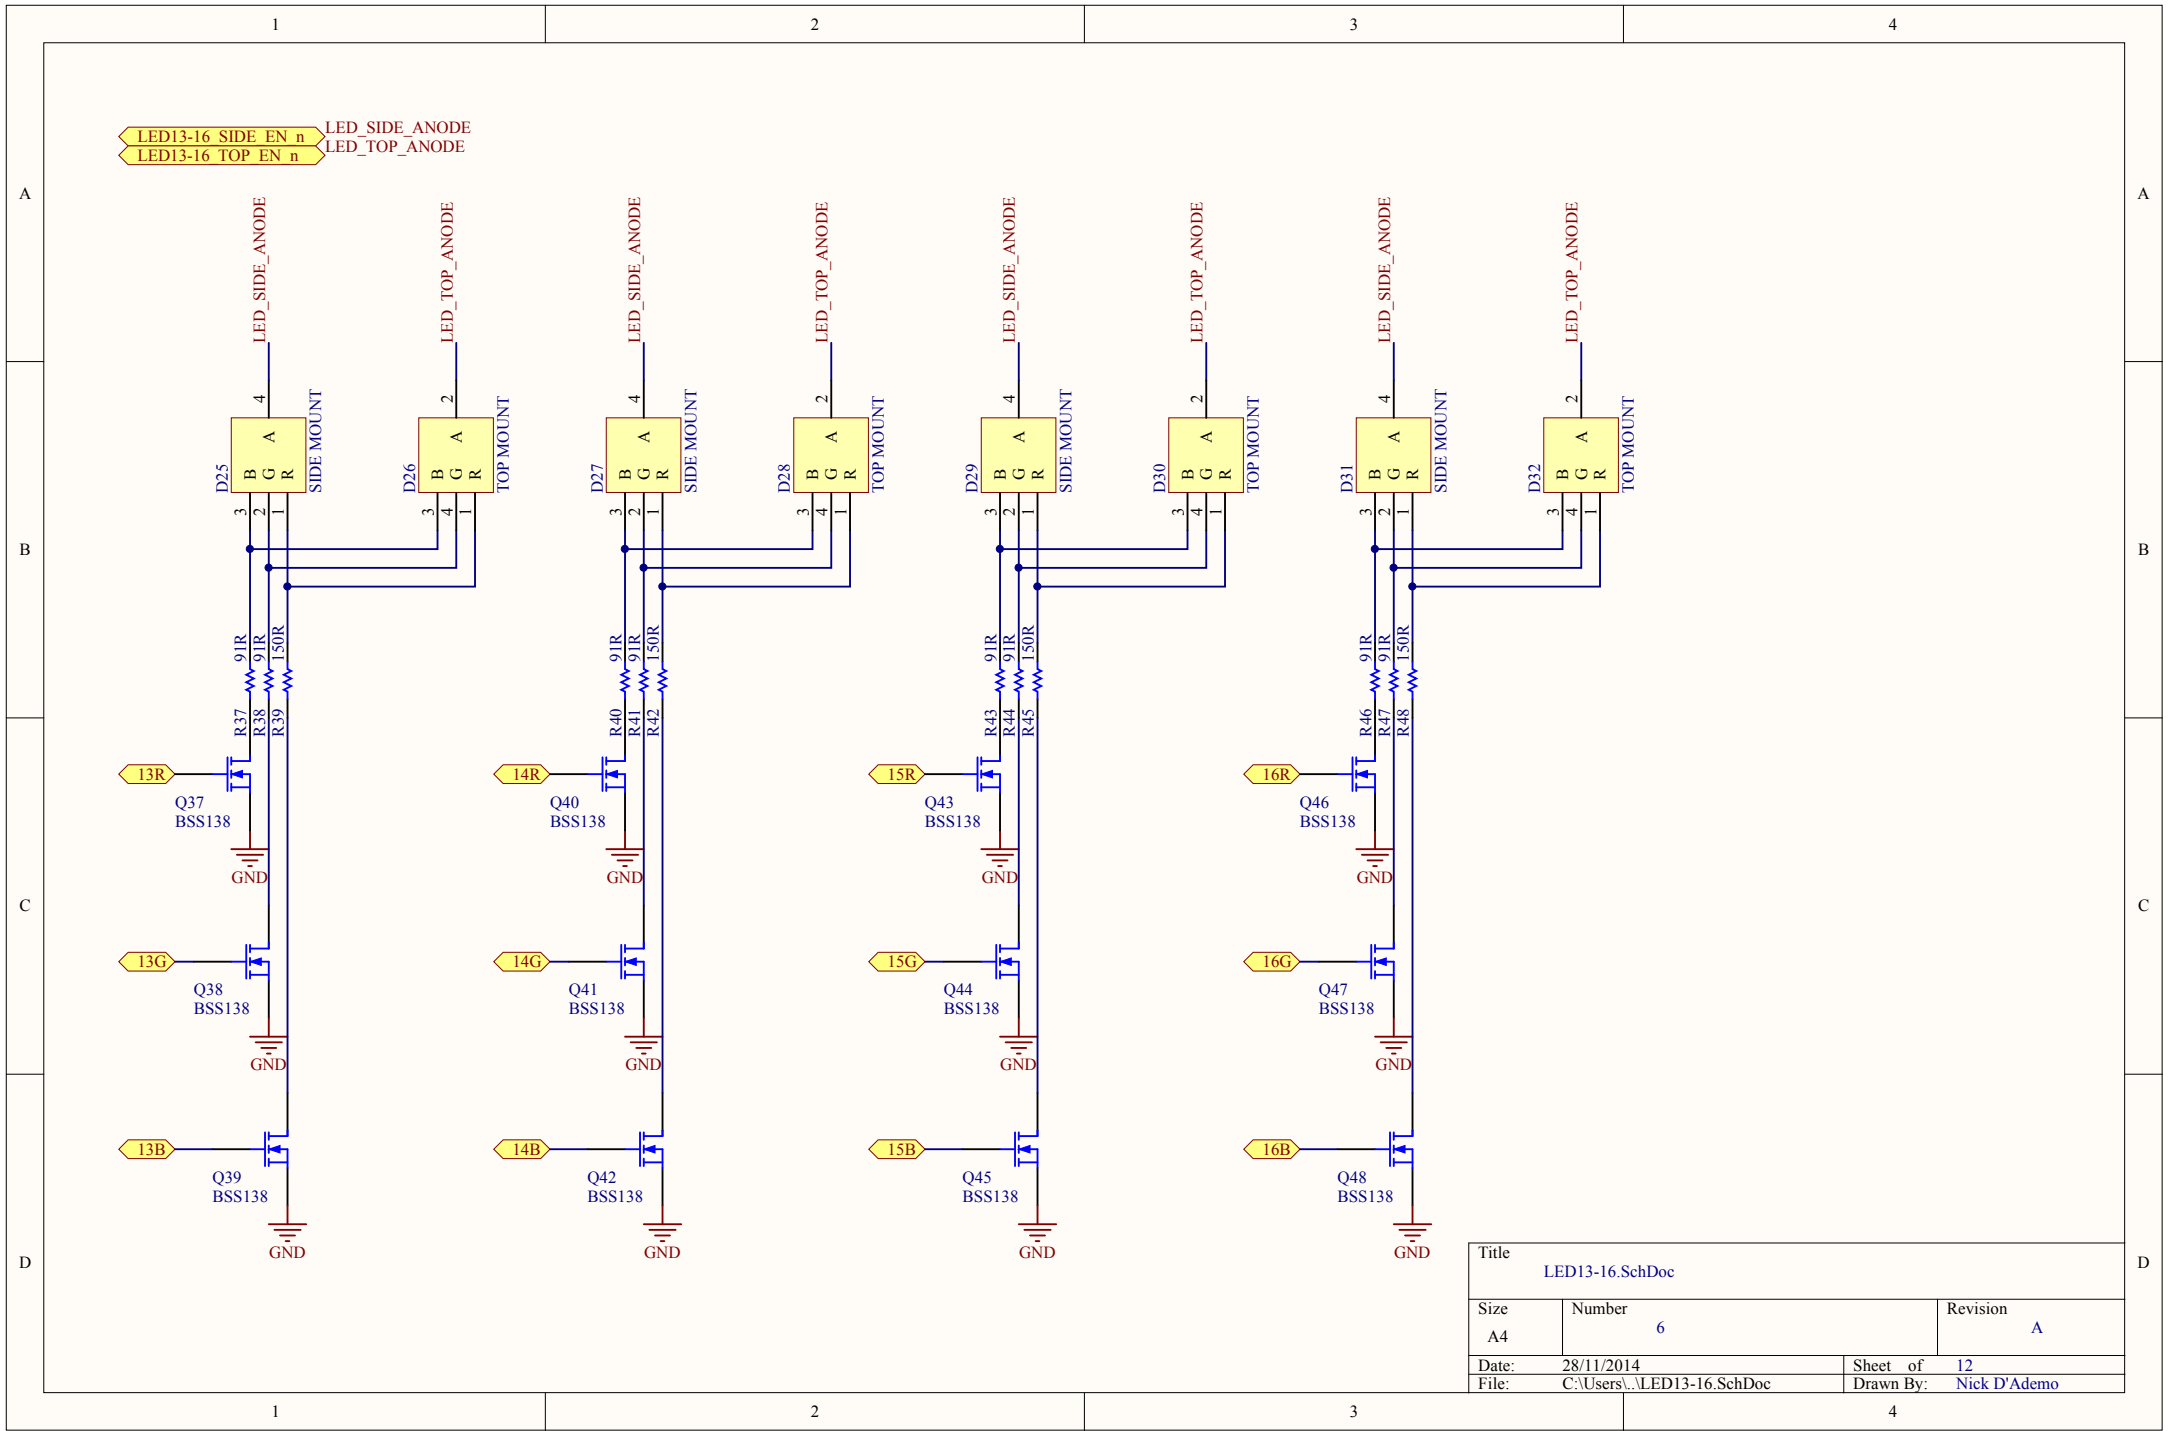 1 2 3 4
LED13-16_SIDE_EN_n LED_SIDE_ANODE
LED13-16_TOP_EN_n LED_TOP_ANODE
A A
LED_SIDE_ANODE LED_TOP_ANODE LED_SIDE_ANODE LED_TOP_ANODE LED_SIDE_ANODE LED_TOP_ANODE LED_SIDE_ANODE LED_TOP_ANODE
4 2 4 2 4 2 4 2
A A A A A A A A
D25 B G R SIDE MOUNT
D26 B G R TOP MOUNT
D27 B G R SIDE MOUNT
D28 B G R TOP MOUNT
D29 B G R SIDE MOUNT
D30 B G R TOP MOUNT
D31 B G R SIDE MOUNT
D32 B G R TOP MOUNT
3 2 1 3 4 1 3 2 1 3 4 1 3 2 1 3 4 1 3 2 1 3 4 1
B B
91R 91R 150R 91R 91R 150R 91R 91R 150R 91R 91R 150R
R37 R38 R39 R40 R41 R42 R43 R44 R45 R46 R47 R48
13R 14R 15R 16R
Q37 Q40 Q43 Q46
BSS138 BSS138 BSS138 BSS138
GND GND GND GND
C C
13G 14G 15G 16G
Q38 Q41 Q44 Q47
BSS138 BSS138 BSS138 BSS138
GND GND GND GND
13B 14B 15B 16B
Q39 Q42 Q45 Q48
BSS138 BSS138 BSS138 BSS138
GND GND GND GND
D D
Title
LED13-16.SchDoc
Size Number Revision
A4 6 A
Date: 28/11/2014 Sheet of 12
File: C:\Users\..\LED13-16.SchDoc Drawn By: Nick D'Ademo
1 2 3 4